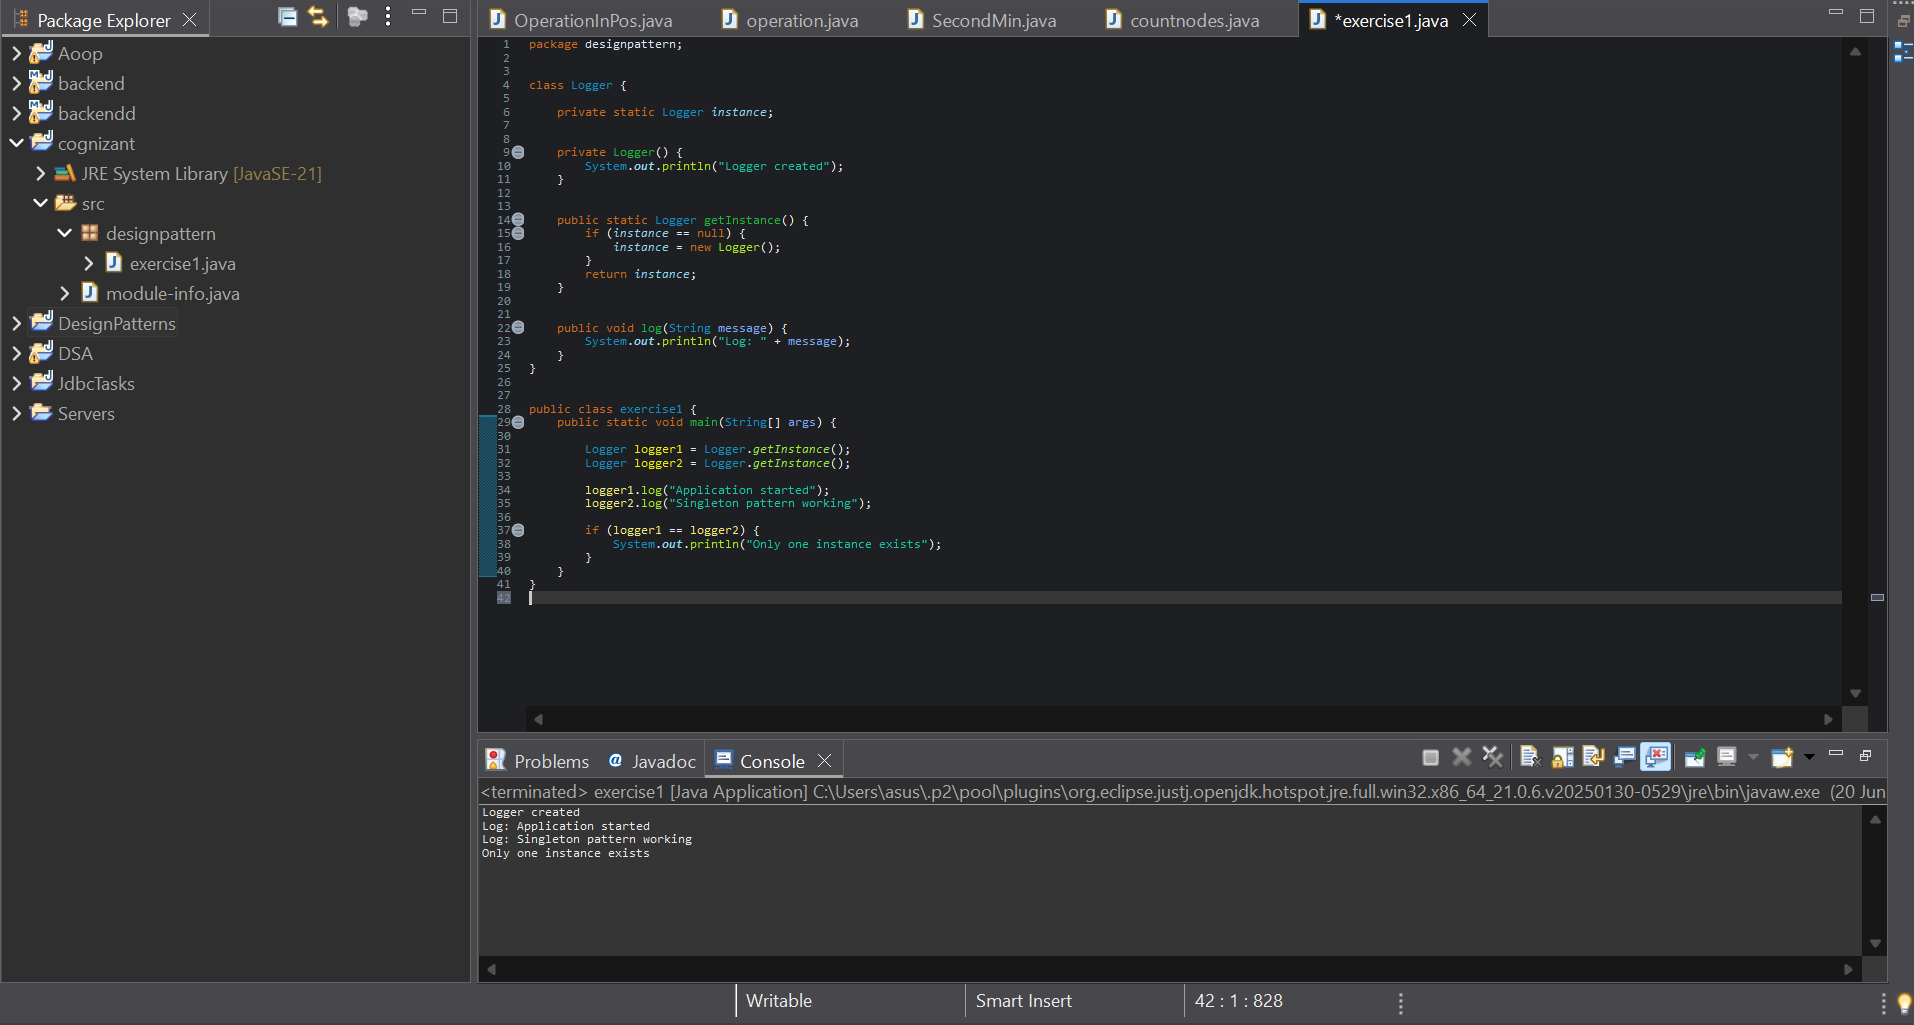 Package Explorer
Aoop
backend
backendd
cognizant
JRE System Library [JavaSE-21]
src
designpattern
exercise1.java
module-info.java
DesignPatterns
DSA
JdbcTasks
Servers
OperationInPos.java
operation.java
SecondMin.java
countnodes.java
*exercise1.java
1 package designpattern;
2
3
4 class Logger {
5
6     private static Logger instance;
7
8
9     private Logger() {
10         System.out.println("Logger created");
11     }
12
13
14     public static Logger getInstance() {
15         if (instance == null) {
16             instance = new Logger();
17         }
18         return instance;
19     }
20
21
22     public void log(String message) {
23         System.out.println("Log: " + message);
24     }
25 }
26
27
28 public class exercise1 {
29     public static void main(String[] args) {
30
31         Logger logger1 = Logger.getInstance();
32         Logger logger2 = Logger.getInstance();
33
34         logger1.log("Application started");
35         logger2.log("Singleton pattern working");
36
37         if (logger1 == logger2) {
38             System.out.println("Only one instance exists");
39         }
40     }
41 }
42
Problems
@ Javadoc
Console
<terminated> exercise1 [Java Application] C:\Users\asus\.p2\pool\plugins\org.eclipse.justj.openjdk.hotspot.jre.full.win32.x86_64_21.0.6.v20250130-0529\jre\bin\javaw.exe (20 Jun
Logger created
Log: Application started
Log: Singleton pattern working
Only one instance exists
Writable
Smart Insert
42 : 1 : 828